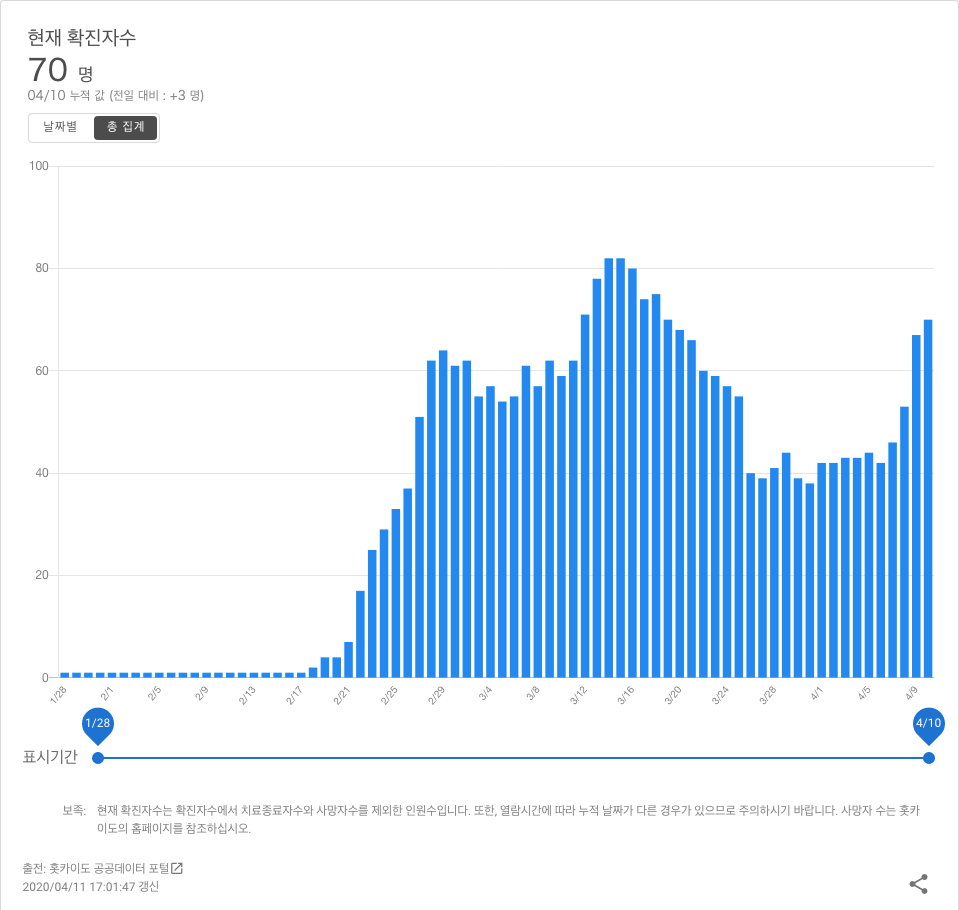 현재 확진자수
70 명
04/10 누적 값 (전일 대비 : +3 명)
날짜별 총 집계
100
80
60
40
20
0
1/28 2/1 2/5 2/9 2/13 2/17 2/21 2/25 2/29 3/4 3/8 3/12 3/16 3/20 3/24 3/28 4/1 4/5 4/9
1/28 4/10
표시기간
보족: 현재 확진자수는 확진자수에서 치료종료자수와 사망자수를 제외한 인원수입니다. 또한, 열람시간에 따라 누적 날짜가 다른 경우가 있으므로 주의하시기 바랍니다. 사망자 수는 홋카
이도의 홈페이지를 참조하십시오.
출전: 홋카이도 공공데이터 포털
2020/04/11 17:01:47 갱신